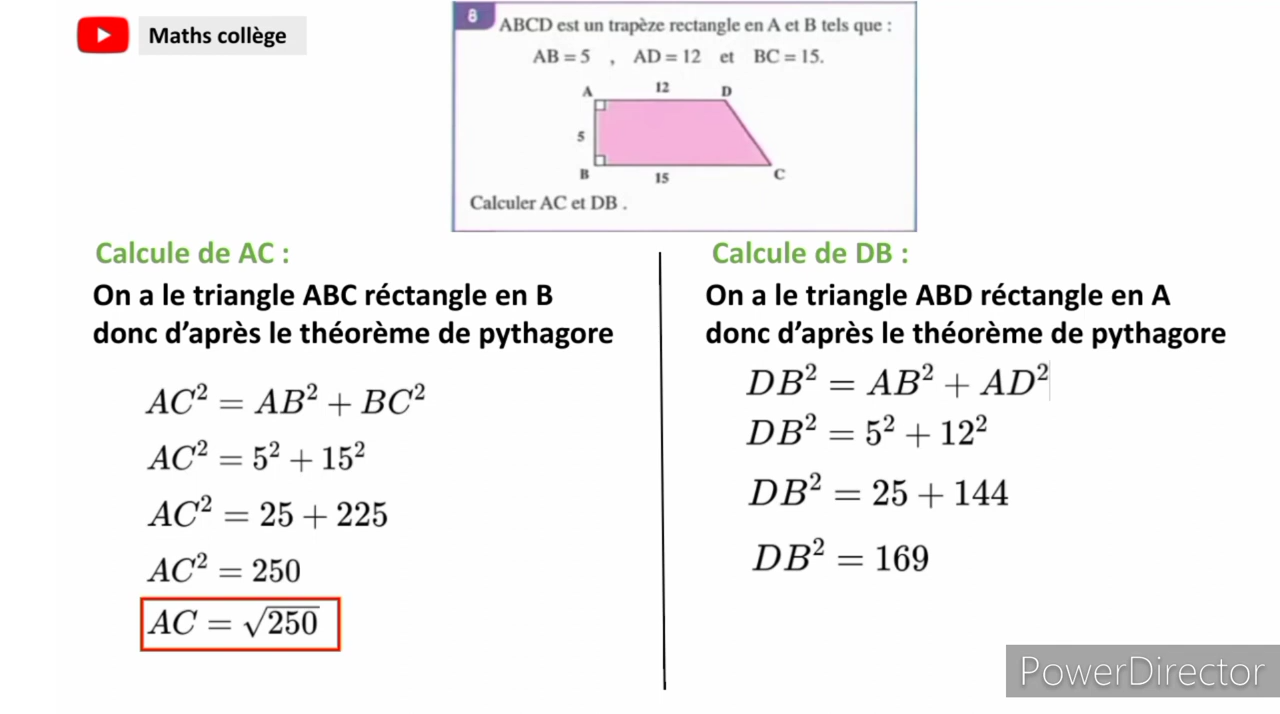 Maths collège
8
ABCD est un trapèze rectangle en A et B tels que :
AB = 5 , AD = 12 et BC = 15.
A 12 D
5
B 15 C
Calculer AC et DB .
Calcule de AC :
On a le triangle ABC réctangle en B
donc d'après le théorème de pythagore
AC² = AB² + BC²
AC² = 5² + 15²
AC² = 25 + 225
AC² = 250
AC = √250
Calcule de DB :
On a le triangle ABD réctangle en A
donc d'après le théorème de pythagore
DB² = AB² + AD²
DB² = 5² + 12²
DB² = 25 + 144
DB² = 169
PowerDirector